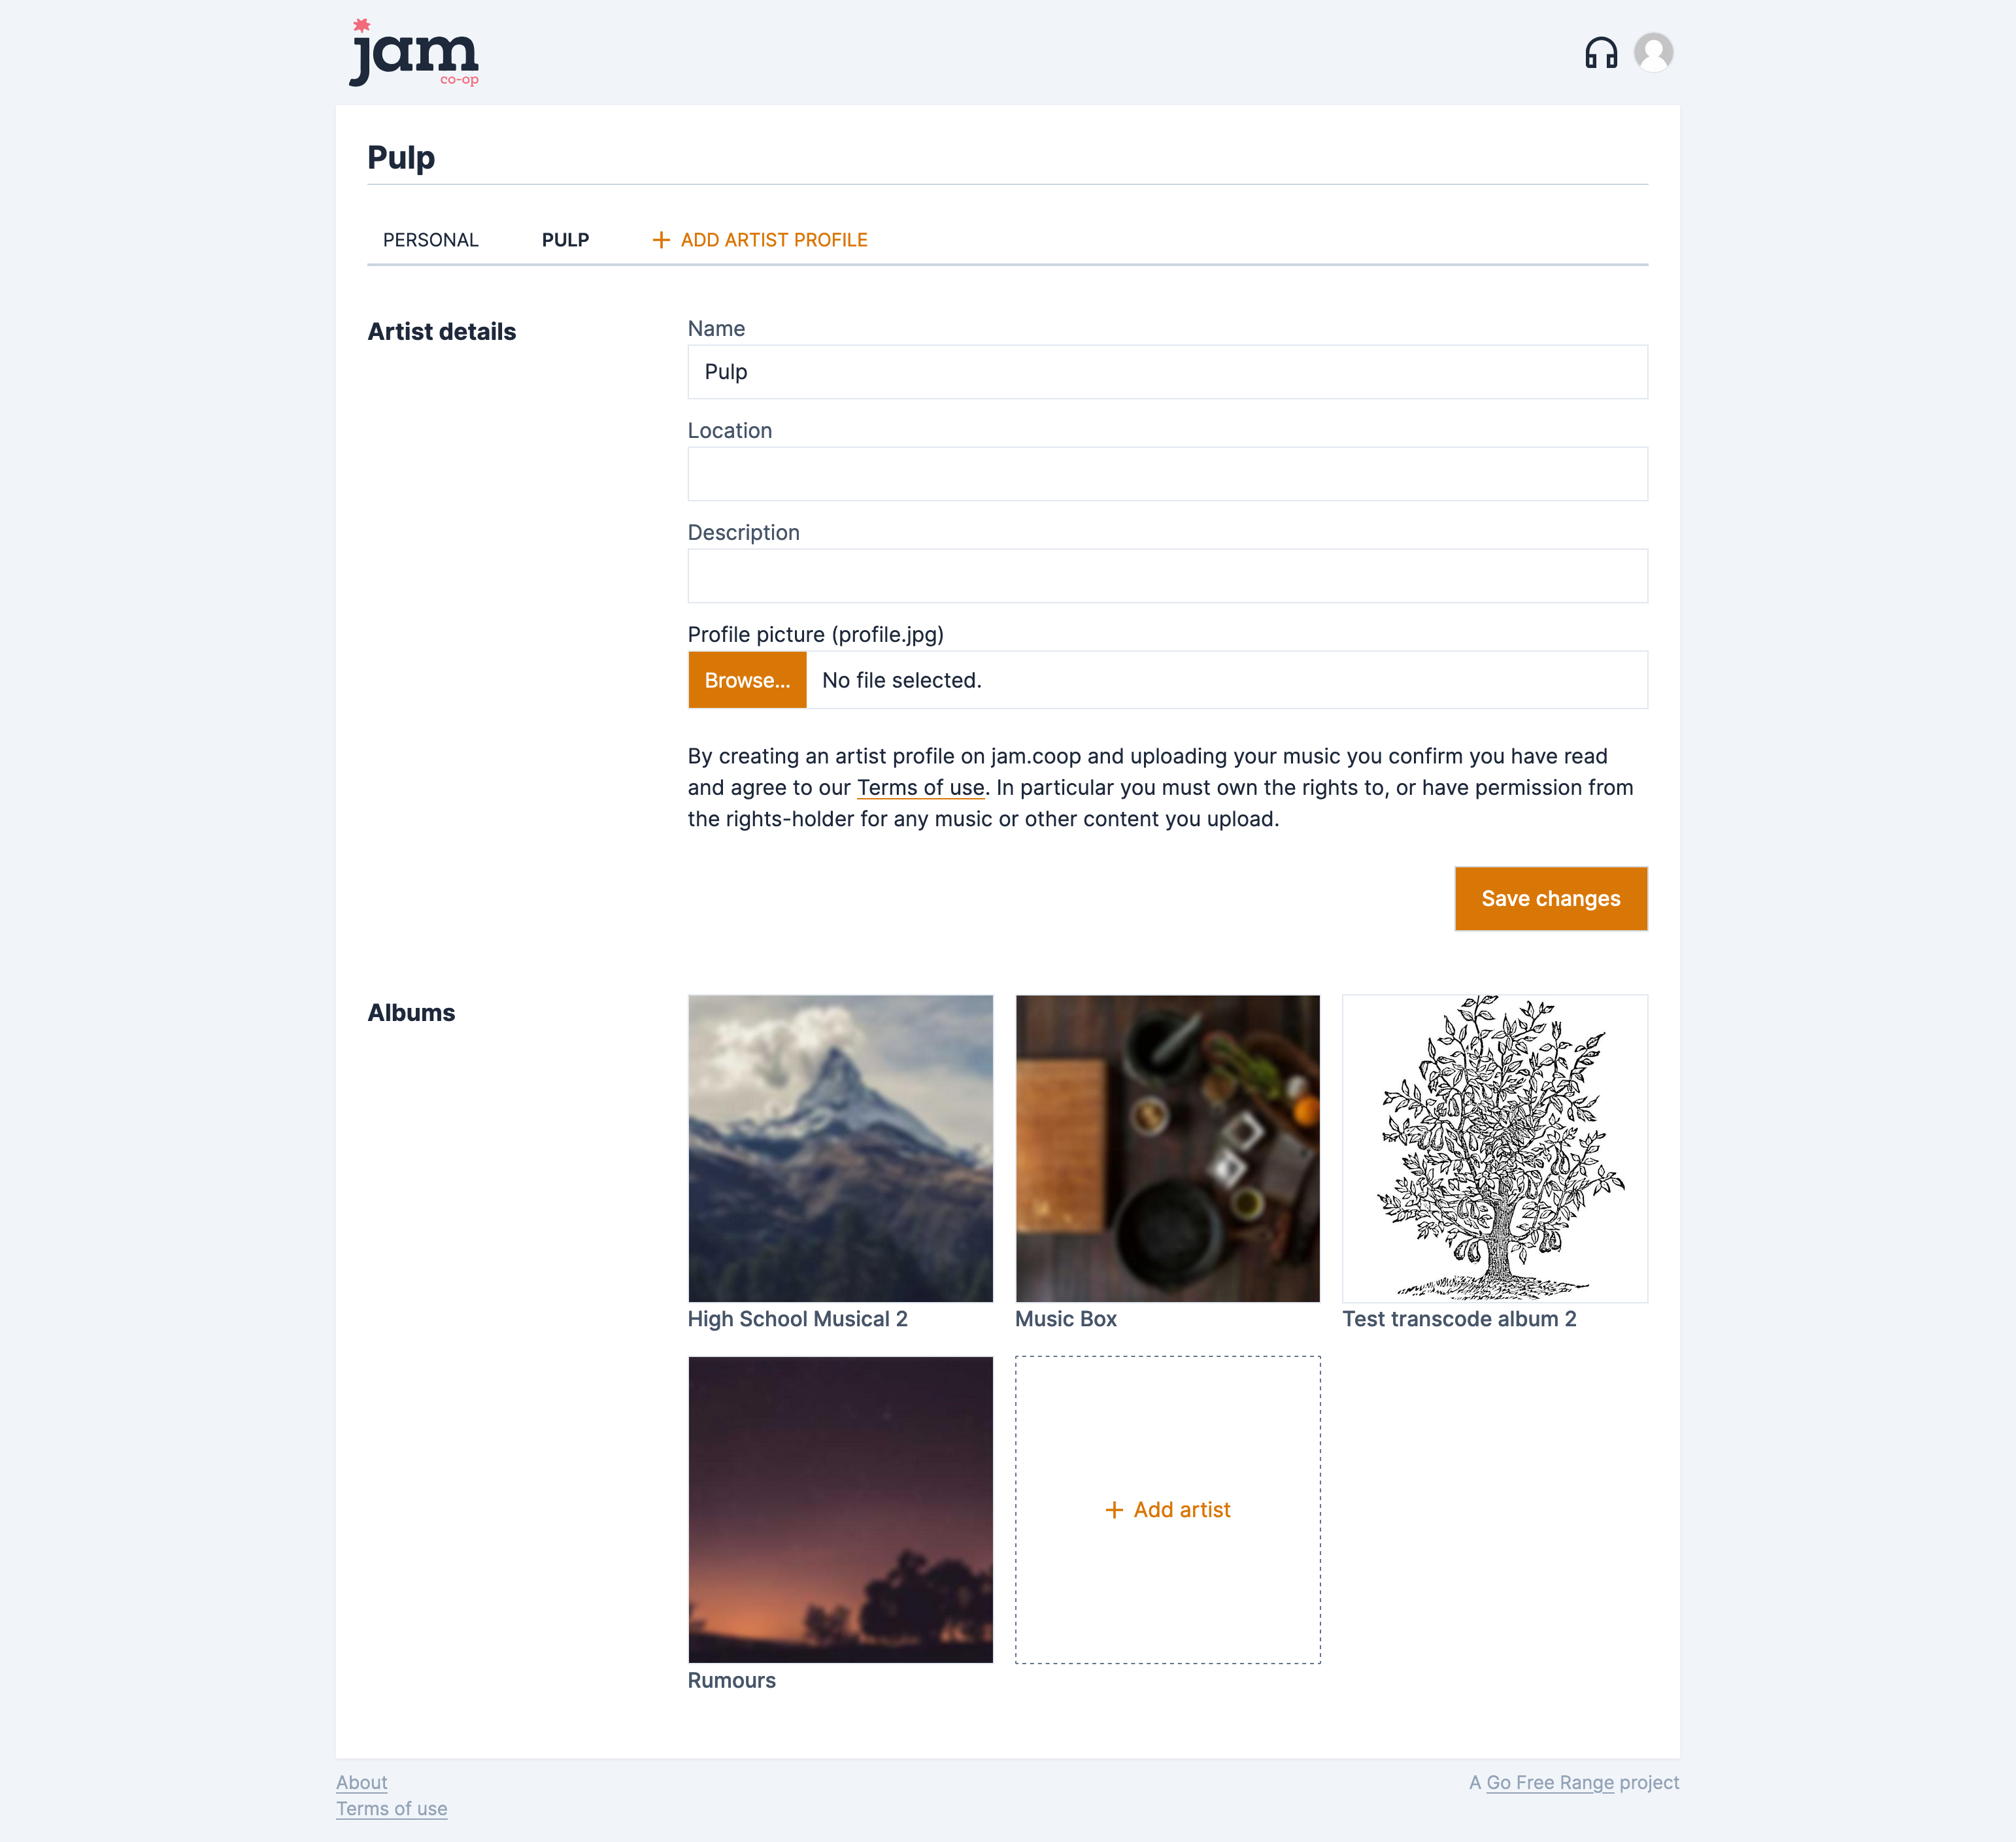 jam
co-op
Pulp
PERSONAL
PULP
+ ADD ARTIST PROFILE
Artist details
Name
Pulp
Location
Description
Profile picture (profile.jpg)
Browse... No file selected.
By creating an artist profile on jam.coop and uploading your music you confirm you have read
and agree to our Terms of use. In particular you must own the rights to, or have permission from
the rights-holder for any music or other content you upload.
Save changes
Albums
High School Musical 2
Music Box
Test transcode album 2
+ Add artist
Rumours
About
A Go Free Range project
Terms of use